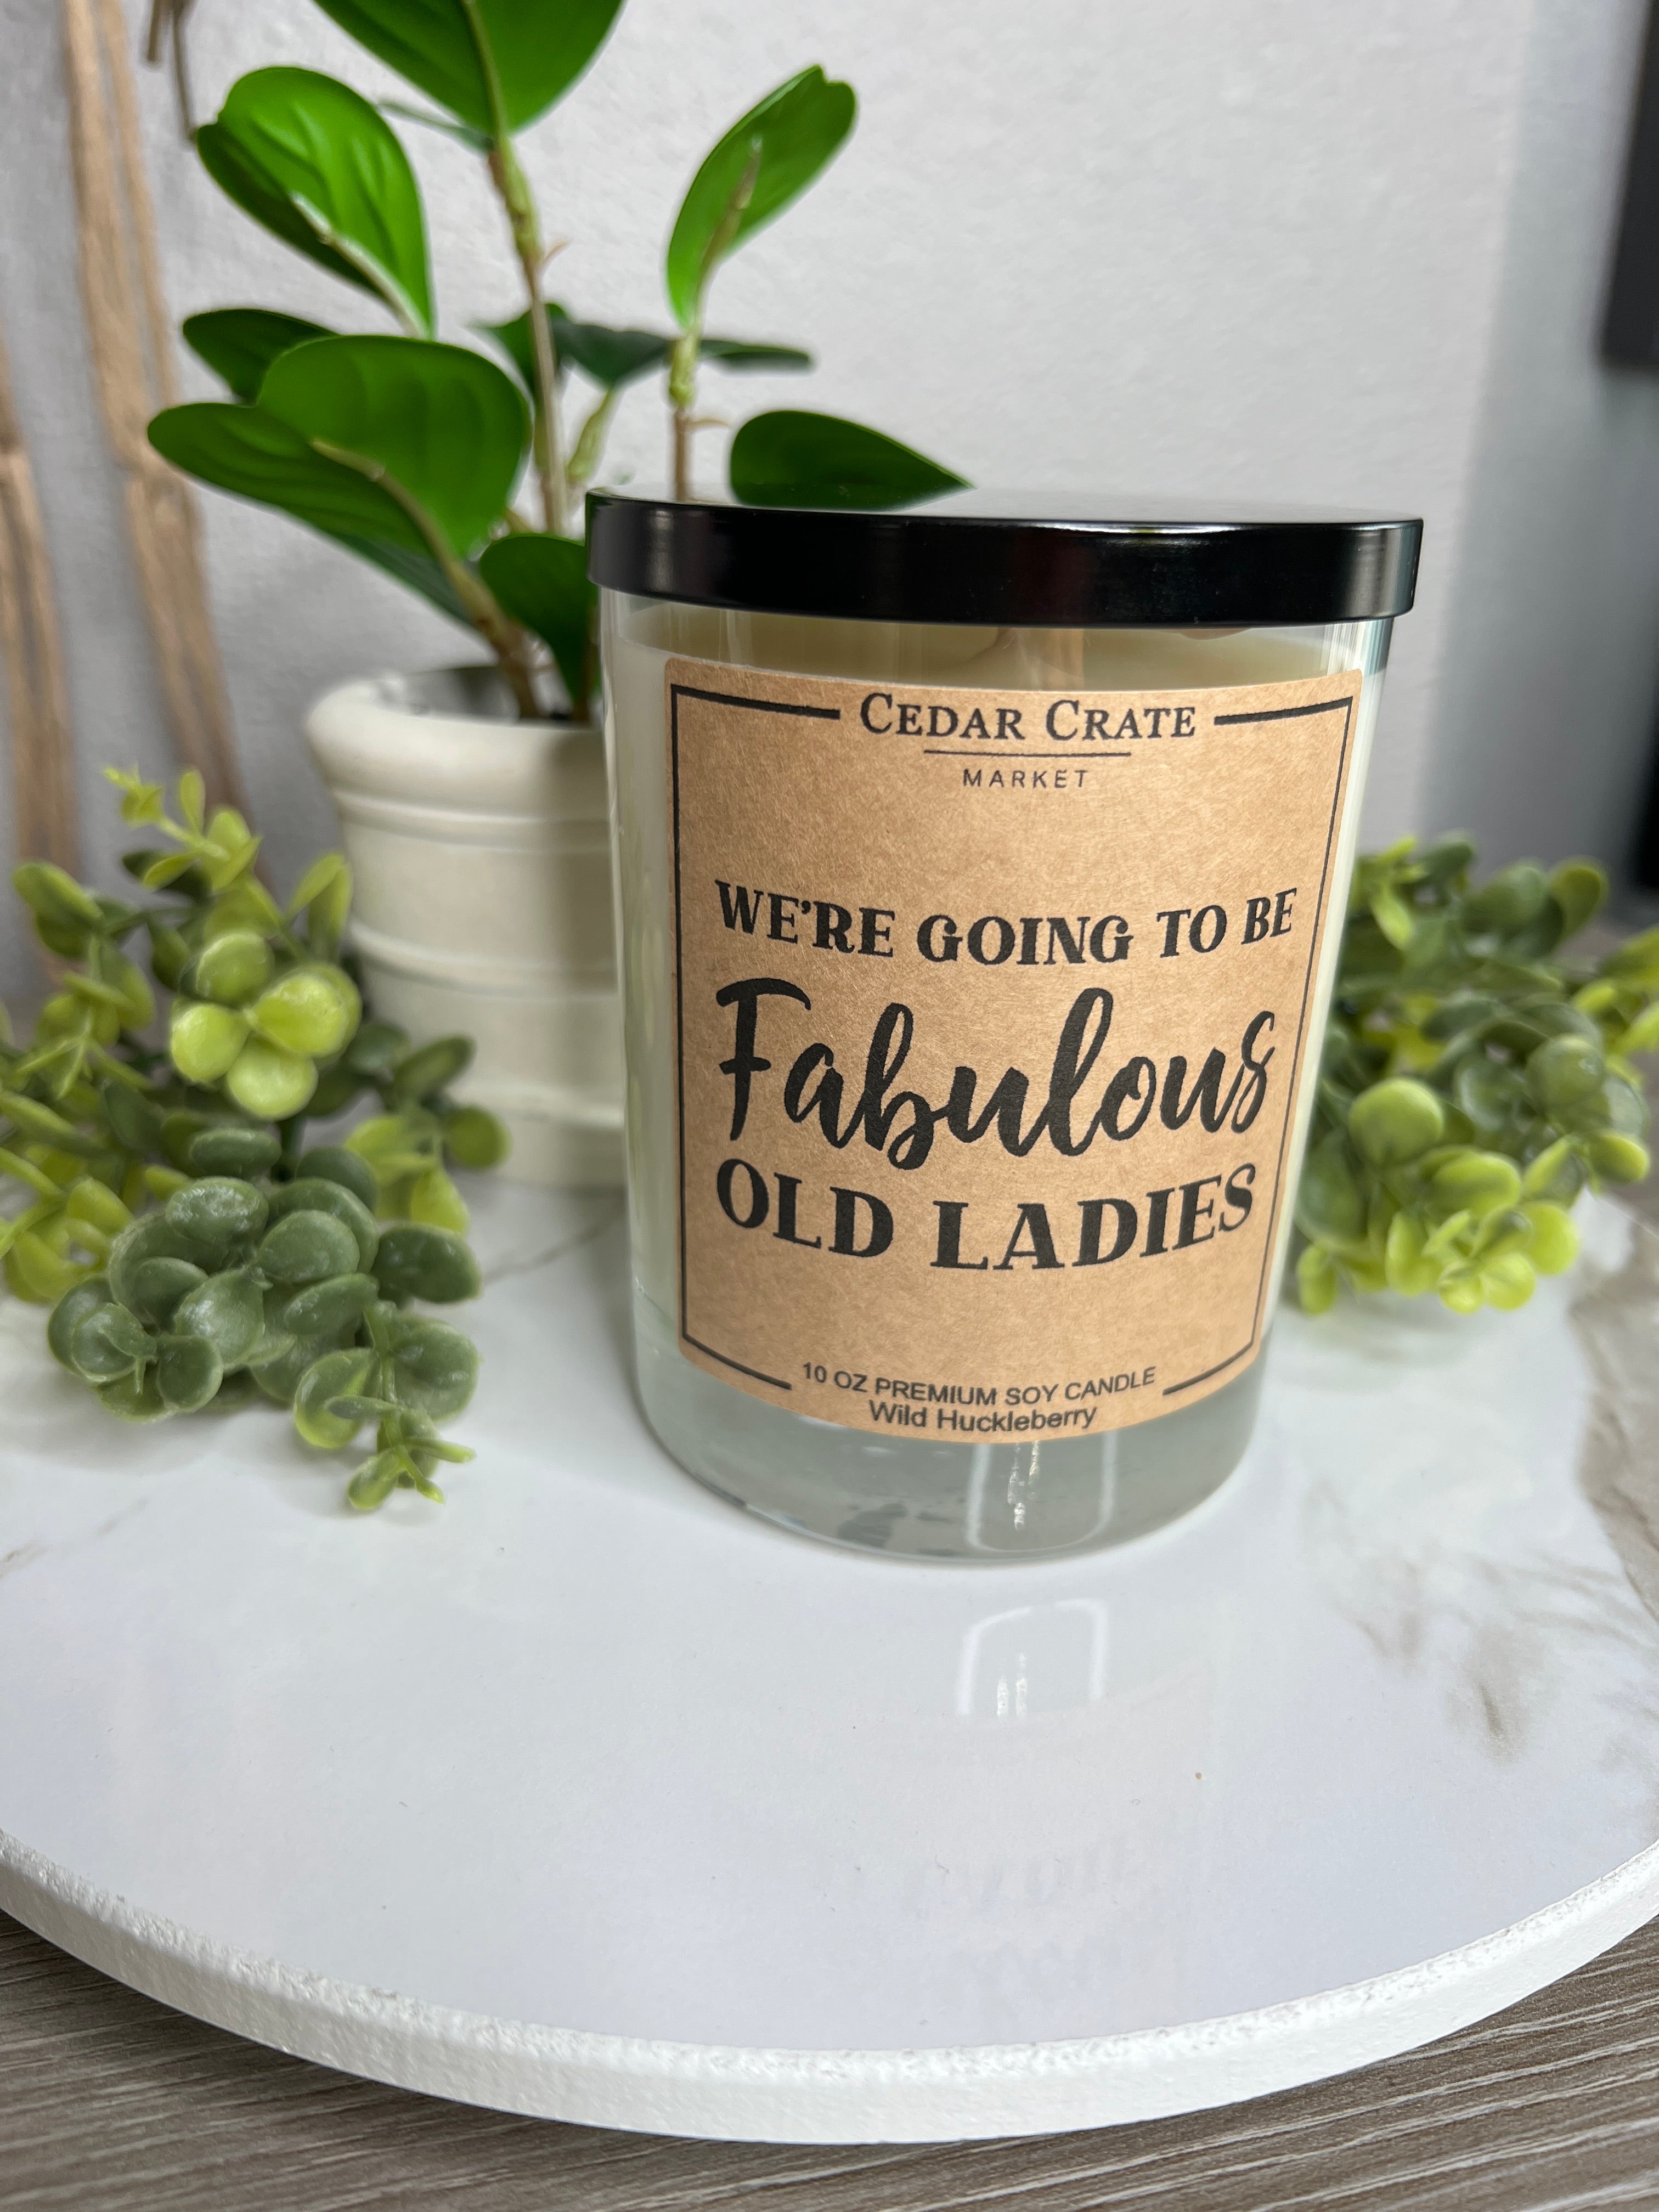 CEDAR CRATE
MARKET
WE'RE GOING TO BE
Fabulous
OLD LADIES
10 OZ PREMIUM SOY CANDLE
Wild Huckleberry